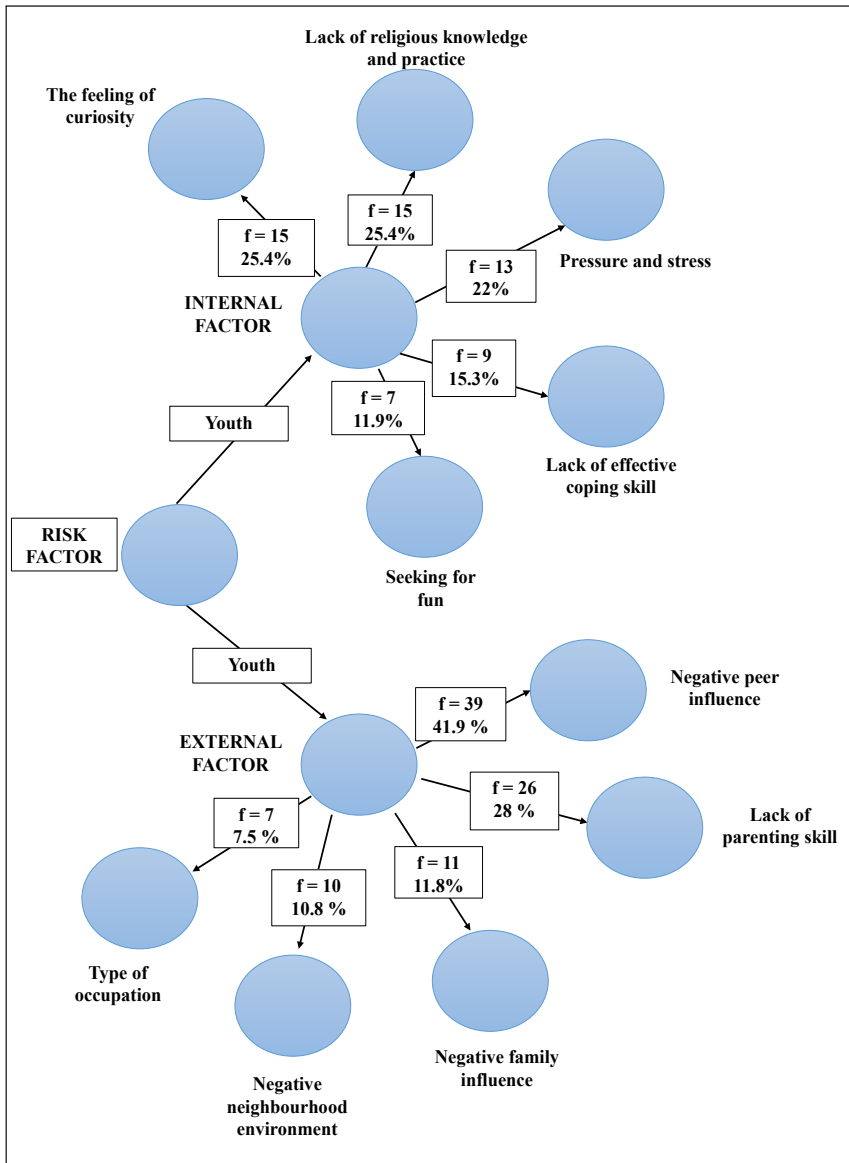 Lack of religious knowledge
and practice
The feeling of
curiosity
f = 15
25.4%
f = 15
25.4%
f = 13
22%
Pressure and stress
INTERNAL
FACTOR
f = 9
15.3%
f = 7
11.9%
Youth
Lack of effective
coping skill
RISK
FACTOR
Seeking for
fun
Youth
Negative peer
influence
f = 39
41.9 %
EXTERNAL
FACTOR
f = 26
28 %
Lack of
parenting skill
f = 7
7.5 %
f = 11
11.8%
f = 10
10.8 %
Type of
occupation
Negative family
influence
Negative
neighbourhood
environment